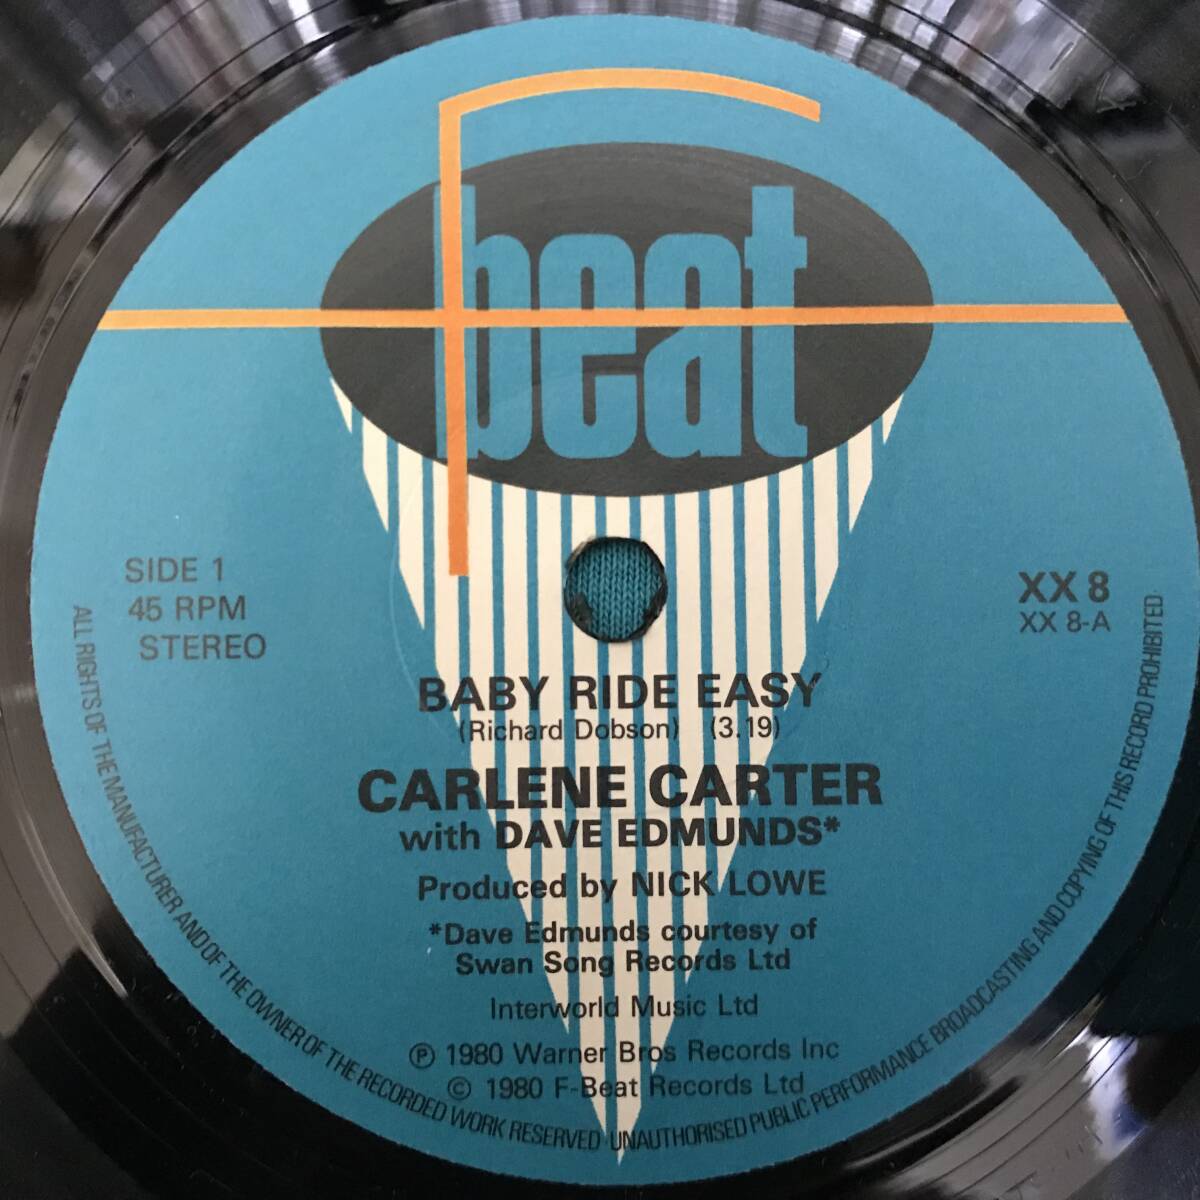 F beat
SIDE 1
45 RPM
STEREO
XX 8
XX 8-A
BABY RIDE EASY
(Richard Dobson) (3.19)
CARLENE CARTER
with DAVE EDMUNDS*
Produced by NICK LOWE
*Dave Edmunds courtesy of
Swan Song Records Ltd
Interworld Music Ltd
℗ 1980 Warner Bros Records Inc
© 1980 F-Beat Records Ltd
ALL RIGHTS OF THE MANUFACTURER AND OF THE OWNER OF THE RECORDED WORK RESERVED · UNAUTHORISED PUBLIC PERFORMANCE BROADCASTING AND COPYING OF THIS RECORD PROHIBITED